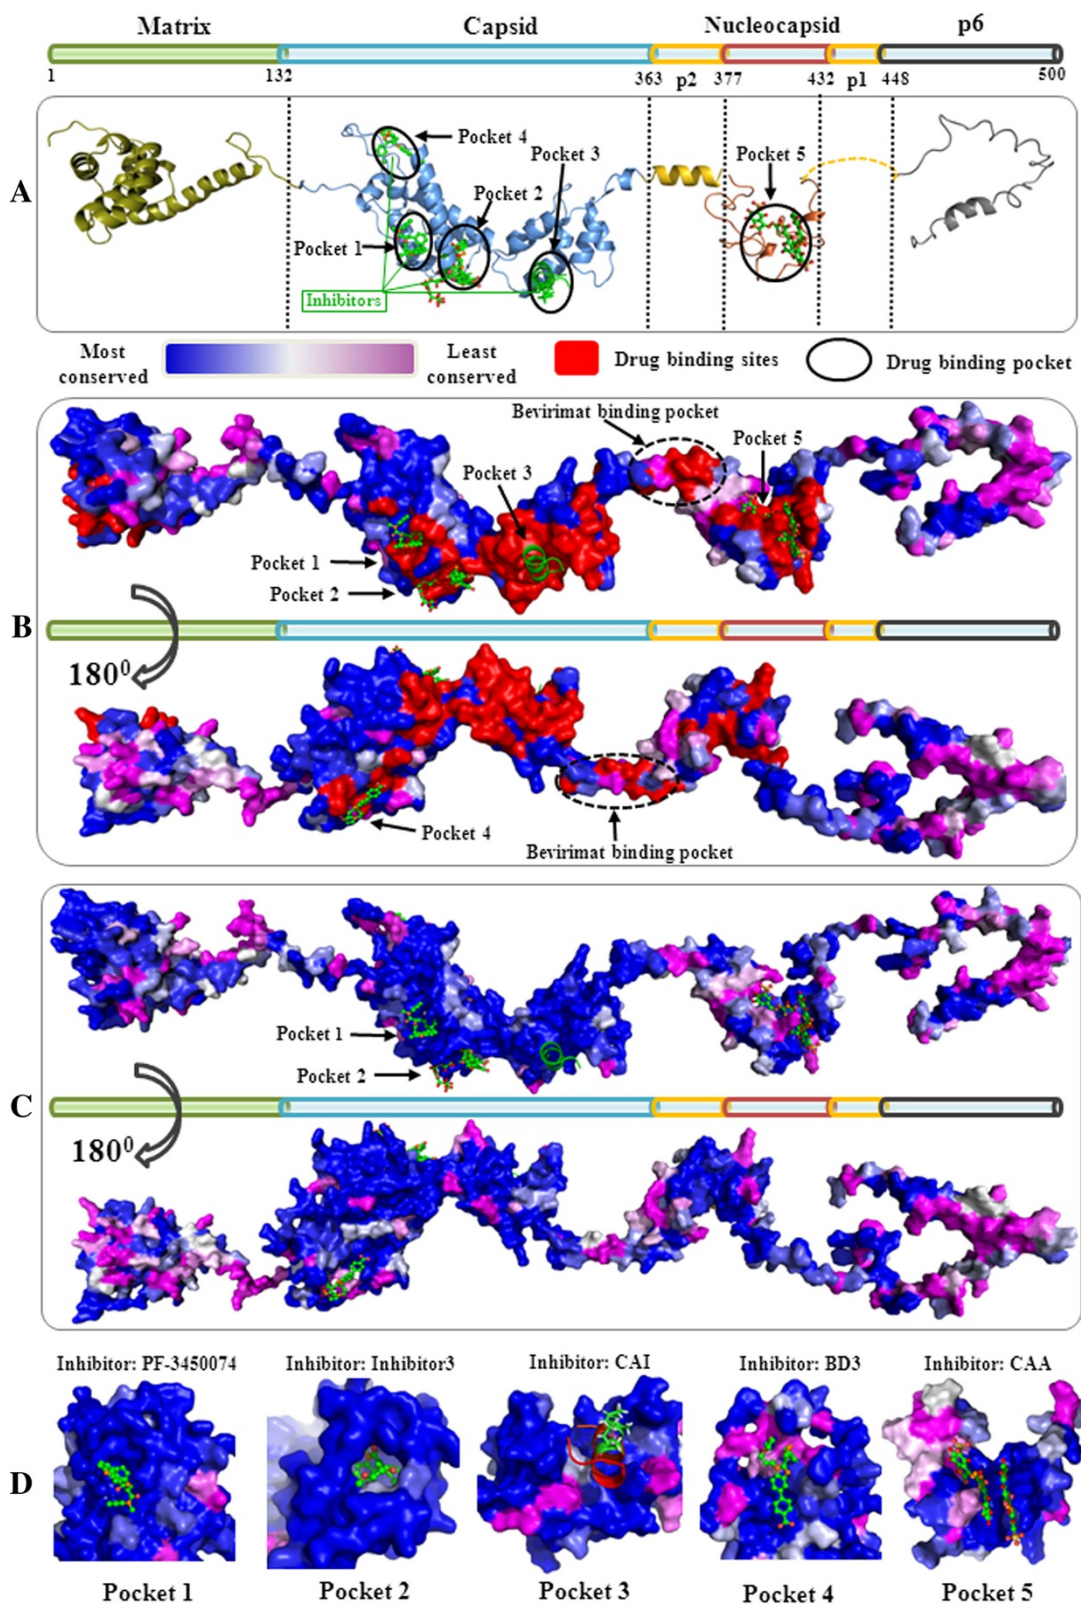 Matrix Capsid Nucleocapsid p6
1 132 363 p2 377 432 p1 448 500
A
Pocket 4
Pocket 3
Pocket 5
Pocket 2
Pocket 1
Inhibitors
Most conserved
Least conserved
Drug binding sites
Drug binding pocket
B
Bevirimat binding pocket
Pocket 5
Pocket 3
Pocket 1
Pocket 2
180⁰
Pocket 4
Bevirimat binding pocket
C
Pocket 1
Pocket 2
180⁰
D
Inhibitor: PF-3450074 Inhibitor: Inhibitor3 Inhibitor: CAI Inhibitor: BD3 Inhibitor: CAA
Pocket 1 Pocket 2 Pocket 3 Pocket 4 Pocket 5